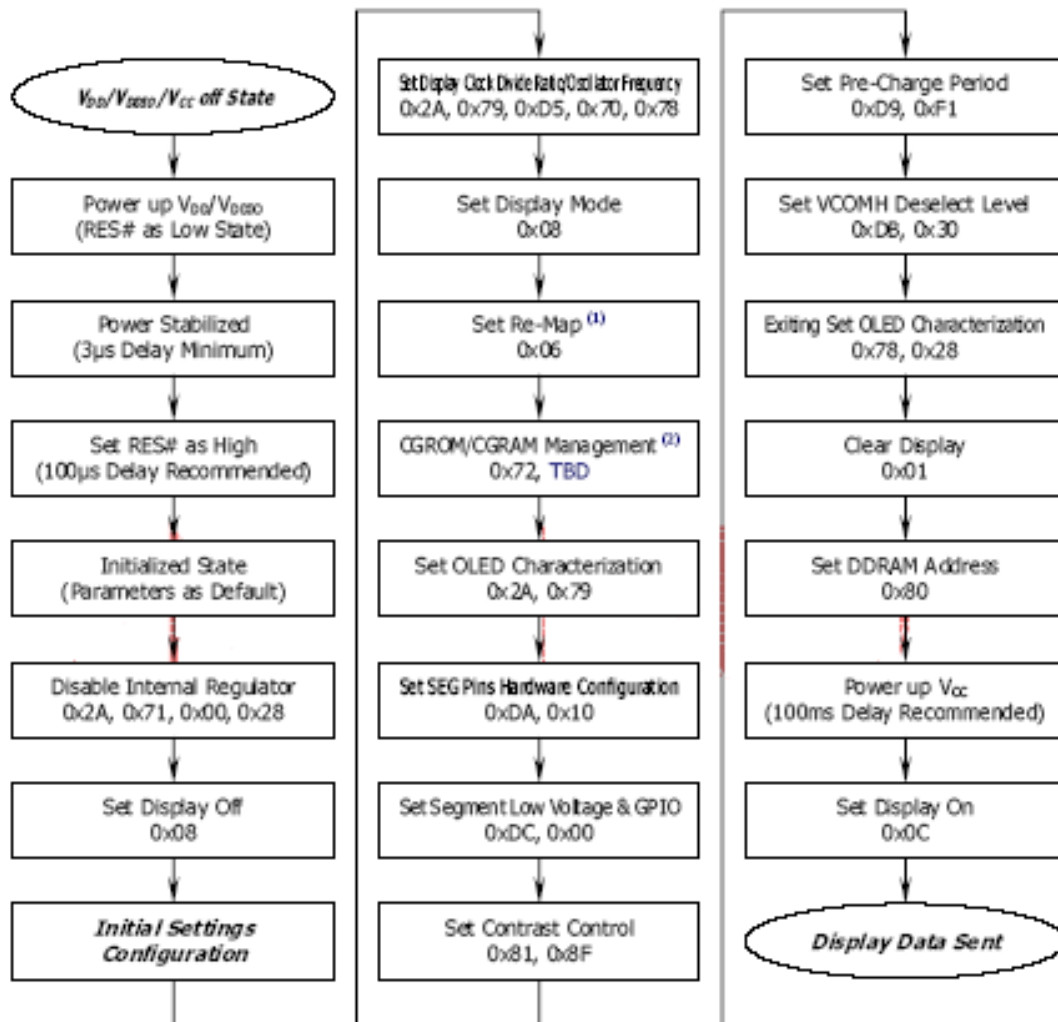 VDD/VDDIO/VCC off State
Power up VDD/VDDIO
(RES# as Low State)
Power Stabilized
(3µs Delay Minimum)
Set RES# as High
(100µs Delay Recommended)
Initialized State
(Parameters as Default)
Disable Internal Regulator
0x2A, 0x71, 0x00, 0x28
Set Display Off
0x08
Initial Settings
Configuration
Set Display Clock Divide Ratio/Oscillator Frequency
0x2A, 0x79, 0xD5, 0x70, 0x78
Set Display Mode
0x08
Set Re-Map (1)
0x06
CGROM/CGRAM Management (2)
0x72, TBD
Set OLED Characterization
0x2A, 0x79
Set SEG Pins Hardware Configuration
0xDA, 0x10
Set Segment Low Voltage & GPIO
0xDC, 0x00
Set Contrast Control
0x81, 0x8F
Set Pre-Charge Period
0xD9, 0xF1
Set VCOMH Deselect Level
0xDB, 0x30
Exiting Set OLED Characterization
0x78, 0x28
Clear Display
0x01
Set DDRAM Address
0x80
Power up VCC
(100ms Delay Recommended)
Set Display On
0x0C
Display Data Sent